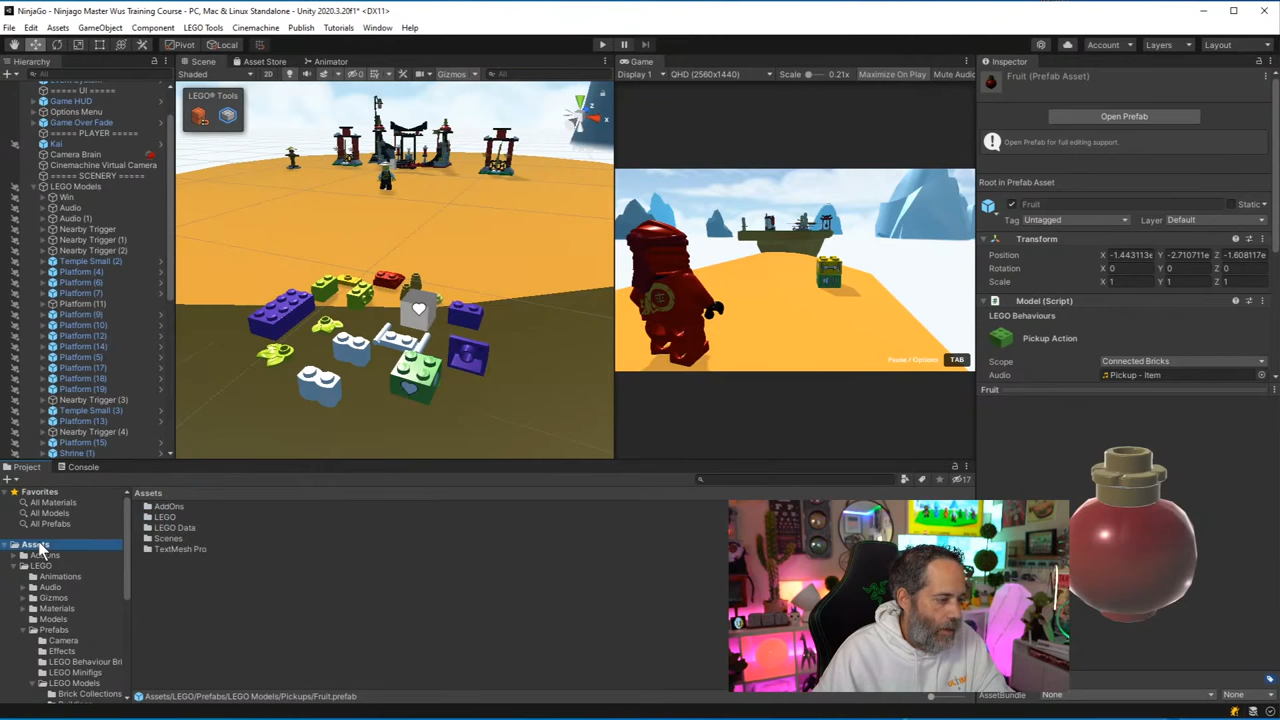 NinjaGo - Ninjago Master Wus Training Course - PC, Mac & Linux Standalone - Unity 2020.3.20f1* <DX11>
File Edit Assets GameObject Component LEGO Tools Cinemachine Publish Tutorials Window Help
Pivot Local Account Layers Layout
Hierarchy
All
Event System
===== UI =====
Game HUD
Options Menu
Game Over Fade
===== PLAYER =====
Kai
Camera Brain
Cinemachine Virtual Camera
===== SCENERY =====
LEGO Models
Win
Audio
Audio (1)
Nearby Trigger
Nearby Trigger (1)
Nearby Trigger (2)
Temple Small (2)
Platform (4)
Platform (6)
Platform (7)
Platform (11)
Platform (9)
Platform (10)
Platform (12)
Platform (14)
Platform (5)
Platform (17)
Platform (18)
Platform (19)
Nearby Trigger (3)
Temple Small (3)
Platform (13)
Nearby Trigger (4)
Platform (15)
Shrine (1)
Scene Asset Store Animator
Shaded 2D 0 Gizmos All
LEGO® Tools
z
x
Game
Display 1 QHD (2560x1440) Scale 0.21x Maximize On Play Mute Audio
Pause / Options TAB
Inspector
Fruit (Prefab Asset)
Open Prefab
Open Prefab for full editing support.
Root in Prefab Asset
Fruit Static
Tag Untagged Layer Default
Transform
Position X -1.443113e Y -2.710711e Z -1.608117e
Rotation X 0 Y 0 Z 0
Scale X 1 Y 1 Z 1
Model (Script)
LEGO Behaviours
Pickup Action
Scope Connected Bricks
Audio Pickup - Item
Fruit
AssetBundle None None
Project Console
17
Favorites
All Materials
All Models
All Prefabs
Assets
AddOns
LEGO
Animations
Audio
Gizmos
Materials
Models
Prefabs
Camera
Effects
LEGO Behaviour Bri
LEGO Minifigs
LEGO Models
Brick Collections
Assets
AddOns
LEGO
LEGO Data
Scenes
TextMesh Pro
Assets/LEGO/Prefabs/LEGO Models/Pickups/Fruit.prefab